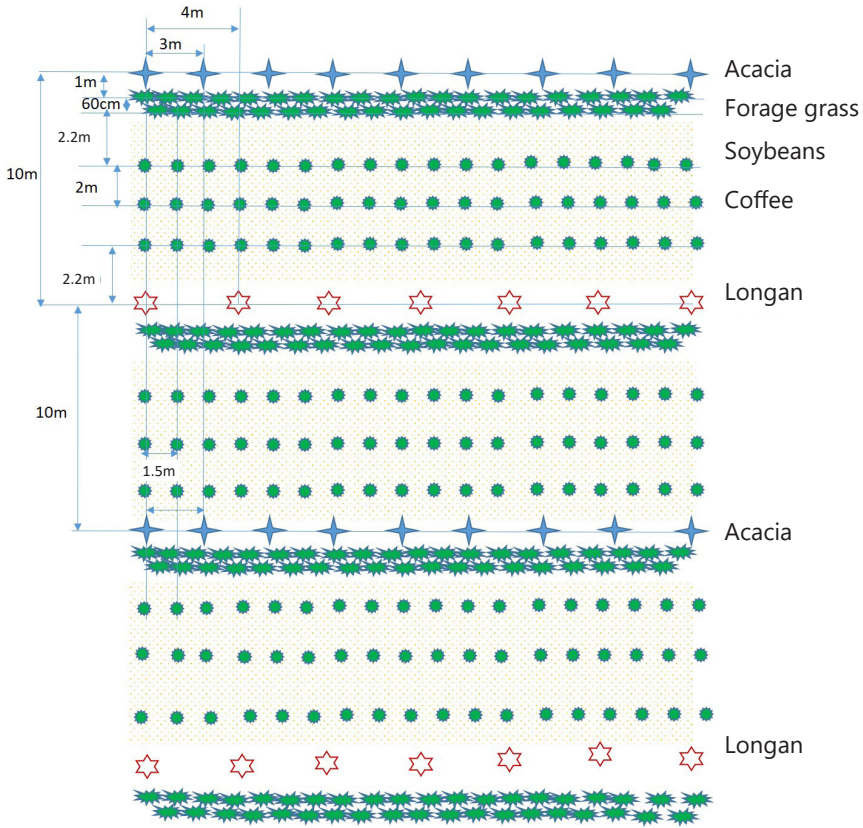 4m
3m
Acacia
1m
60cm
Forage grass
2.2m
Soybeans
10m
2m
Coffee
2.2m
Longan
10m
1.5m
Acacia
Longan